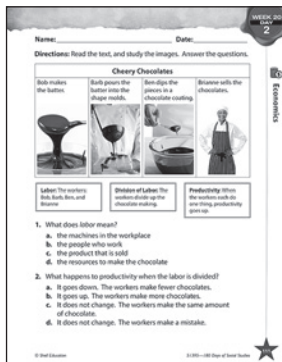 WEEK 20
DAY
2
Name: Date:
Directions: Read the text, and study the images. Answer the questions.
Economics
Cheery Chocolates
Bob makes
the batter.
Barb pours the
batter into the
shape molds.
Ben dips the
pieces in a
chocolate coating.
Brianne sells the
chocolates.
Labor: The workers:
Bob, Barb, Ben, and
Brianne
Division of Labor: The
workers divide up the
chocolate making.
Productivity: When
the workers each do
one thing, productivity
goes up.
1. What does labor mean?
a. the machines in the workplace
b. the people who work
c. the product that is sold
d. the resources to make the chocolate
2. What happens to productivity when the labor is divided?
a. It goes down. The workers make fewer chocolates.
b. It goes up. The workers make more chocolates.
c. It does not change. The workers make the same amount
of chocolate.
d. It does not change. The workers make a mistake.
© Shell Education
180 Days of Social Studies